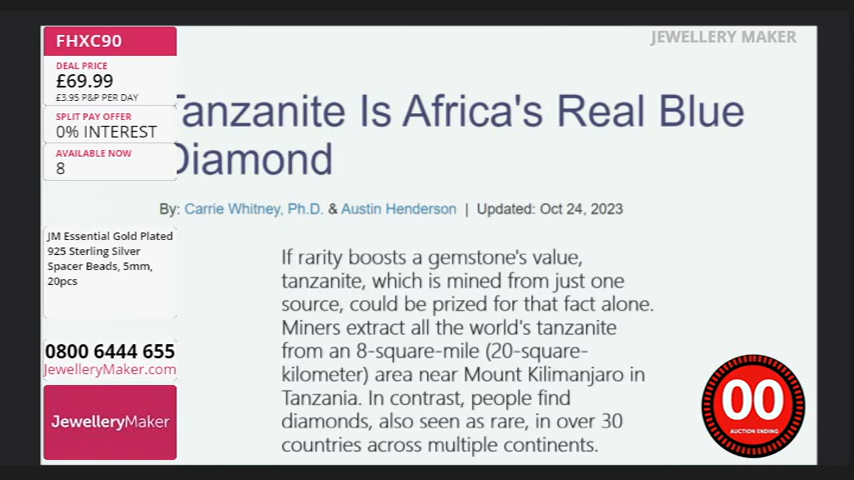 FHXC90
DEAL PRICE
£69.99
£3.95 P&P PER DAY
SPLIT PAY OFFER
0% INTEREST
AVAILABLE NOW
8
JM Essential Gold Plated
925 Sterling Silver
Spacer Beads, 5mm,
20pcs
0800 6444 655
JewelleryMaker.com
JewelleryMaker
JEWELLERY MAKER
Tanzanite Is Africa's Real Blue
Diamond
By: Carrie Whitney, Ph.D. & Austin Henderson | Updated: Oct 24, 2023
If rarity boosts a gemstone's value,
tanzanite, which is mined from just one
source, could be prized for that fact alone.
Miners extract all the world's tanzanite
from an 8-square-mile (20-square-
kilometer) area near Mount Kilimanjaro in
Tanzania. In contrast, people find
diamonds, also seen as rare, in over 30
countries across multiple continents.
00
AUCTION ENDING